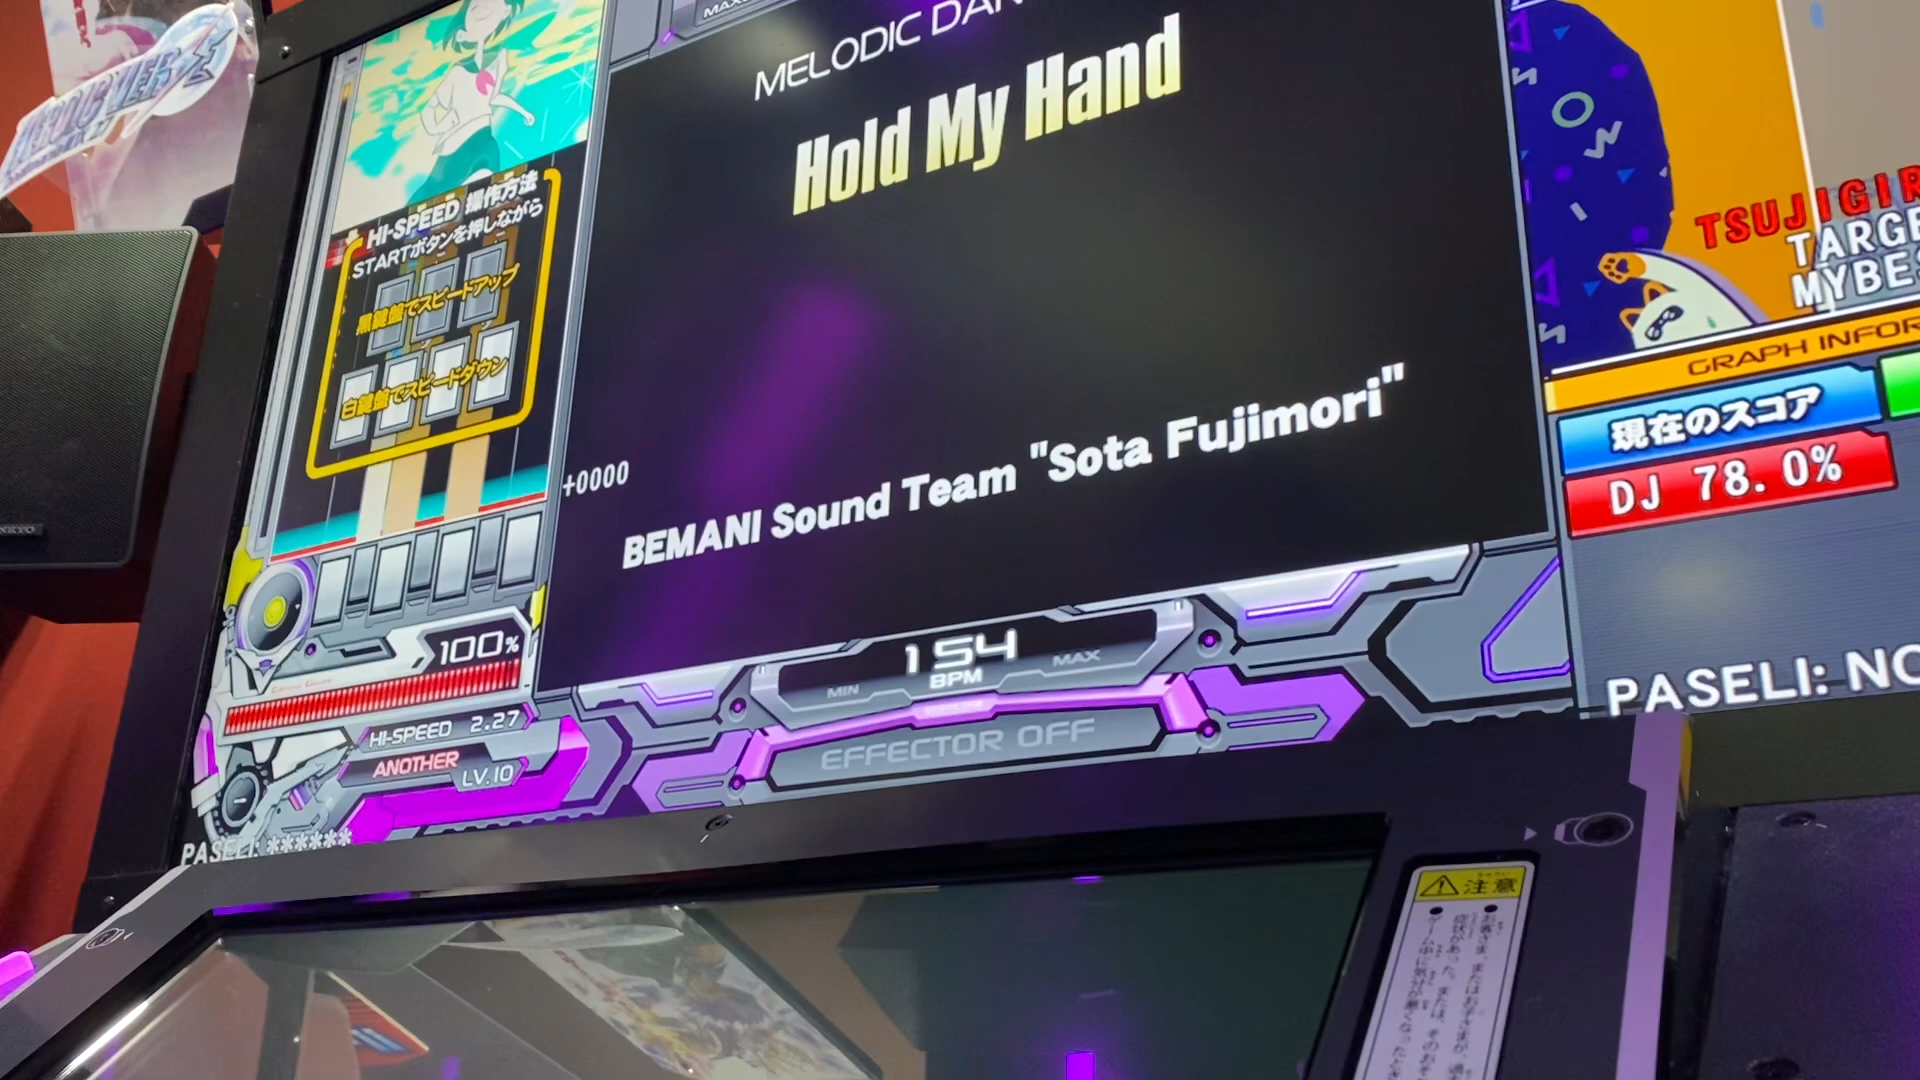 HEROIC VERSE
MELODIC DAN
Hold My Hand
BEMANI Sound Team "Sota Fujimori"
HI-SPEED 操作方法
STARTボタンを押しながら
黒鍵盤でスピードアップ
白鍵盤でスピードダウン
+0000
100%
HI-SPEED 2.27
ANOTHER
LV.10
PASELI: ******
154
MIN BPM MAX
EFFECTOR OFF
TSUJIGIR
TARGE
MYBES
GRAPH INFOR
現在のスコア
DJ 78.0%
PASELI: NO
NKYO
注意